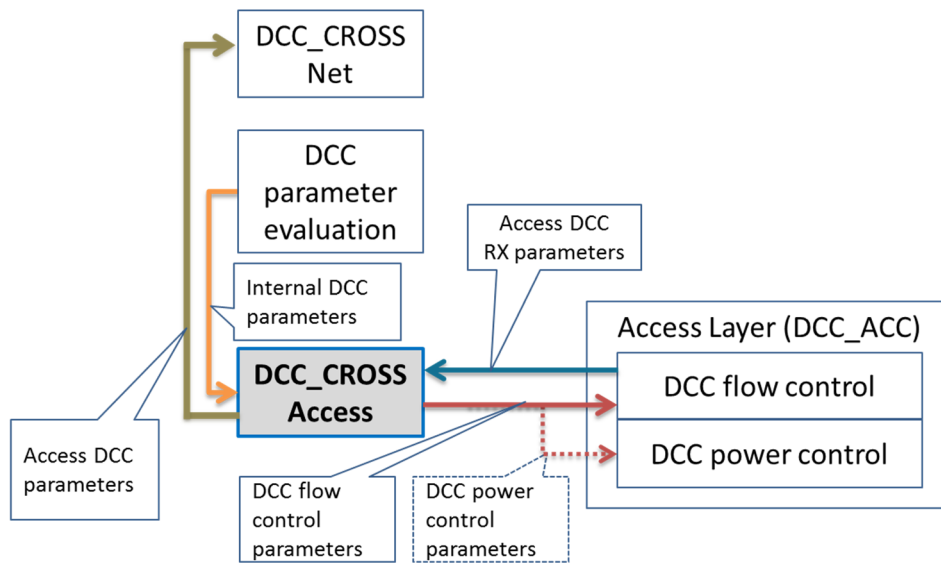 DCC_CROSS
Net
DCC
parameter
evaluation
Access DCC
RX parameters
Internal DCC
parameters
Access Layer (DCC_ACC)
DCC_CROSS
Access
DCC flow control
DCC power control
Access DCC
parameters
DCC flow
control
parameters
DCC power
control
parameters